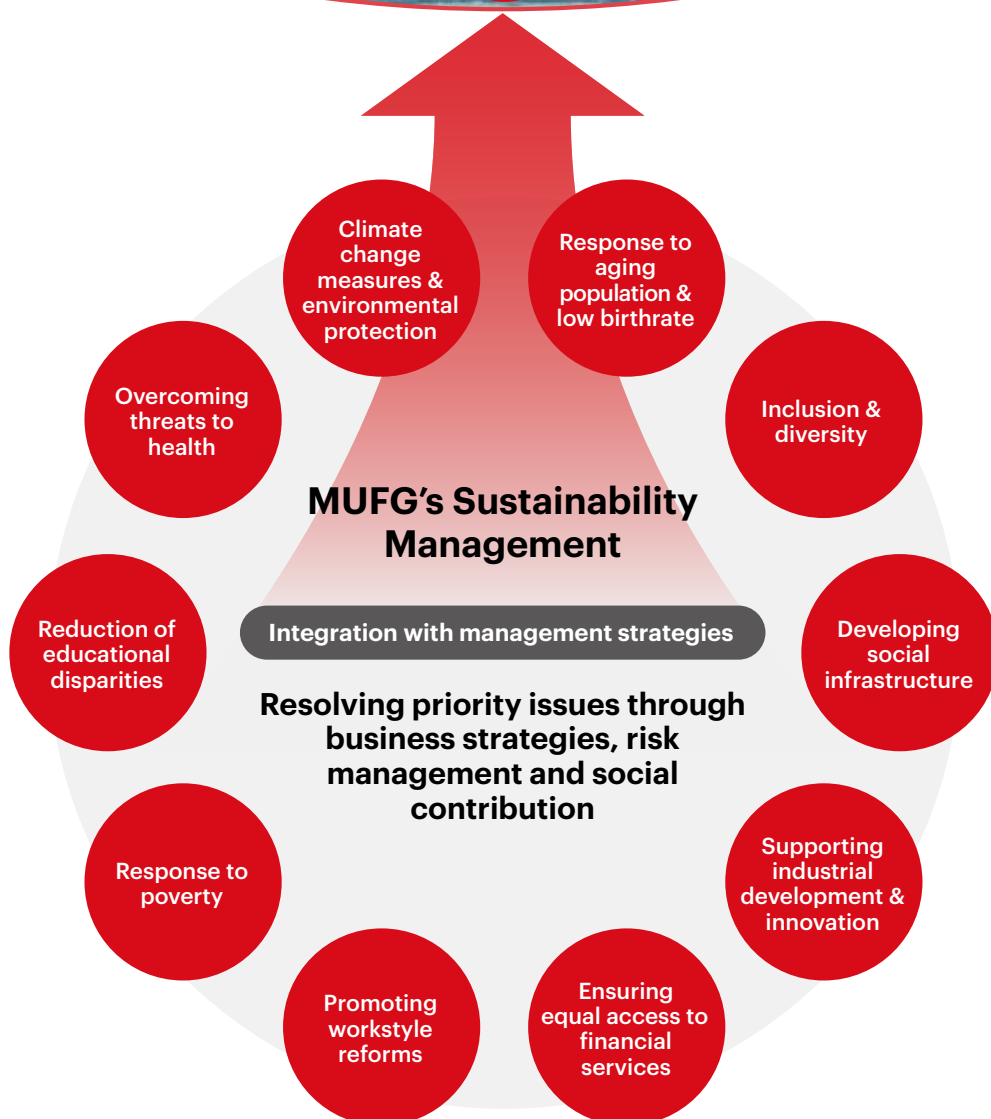 Climate
change
measures &
environmental
protection
Response to
aging
population &
low birthrate
Overcoming
threats to
health
Inclusion &
diversity
MUFG's Sustainability
Management
Reduction of
educational
disparities
Integration with management strategies
Developing
social
infrastructure
Resolving priority issues through
business strategies, risk
management and social
contribution
Response to
poverty
Supporting
industrial
development &
innovation
Promoting
workstyle
reforms
Ensuring
equal access to
financial
services